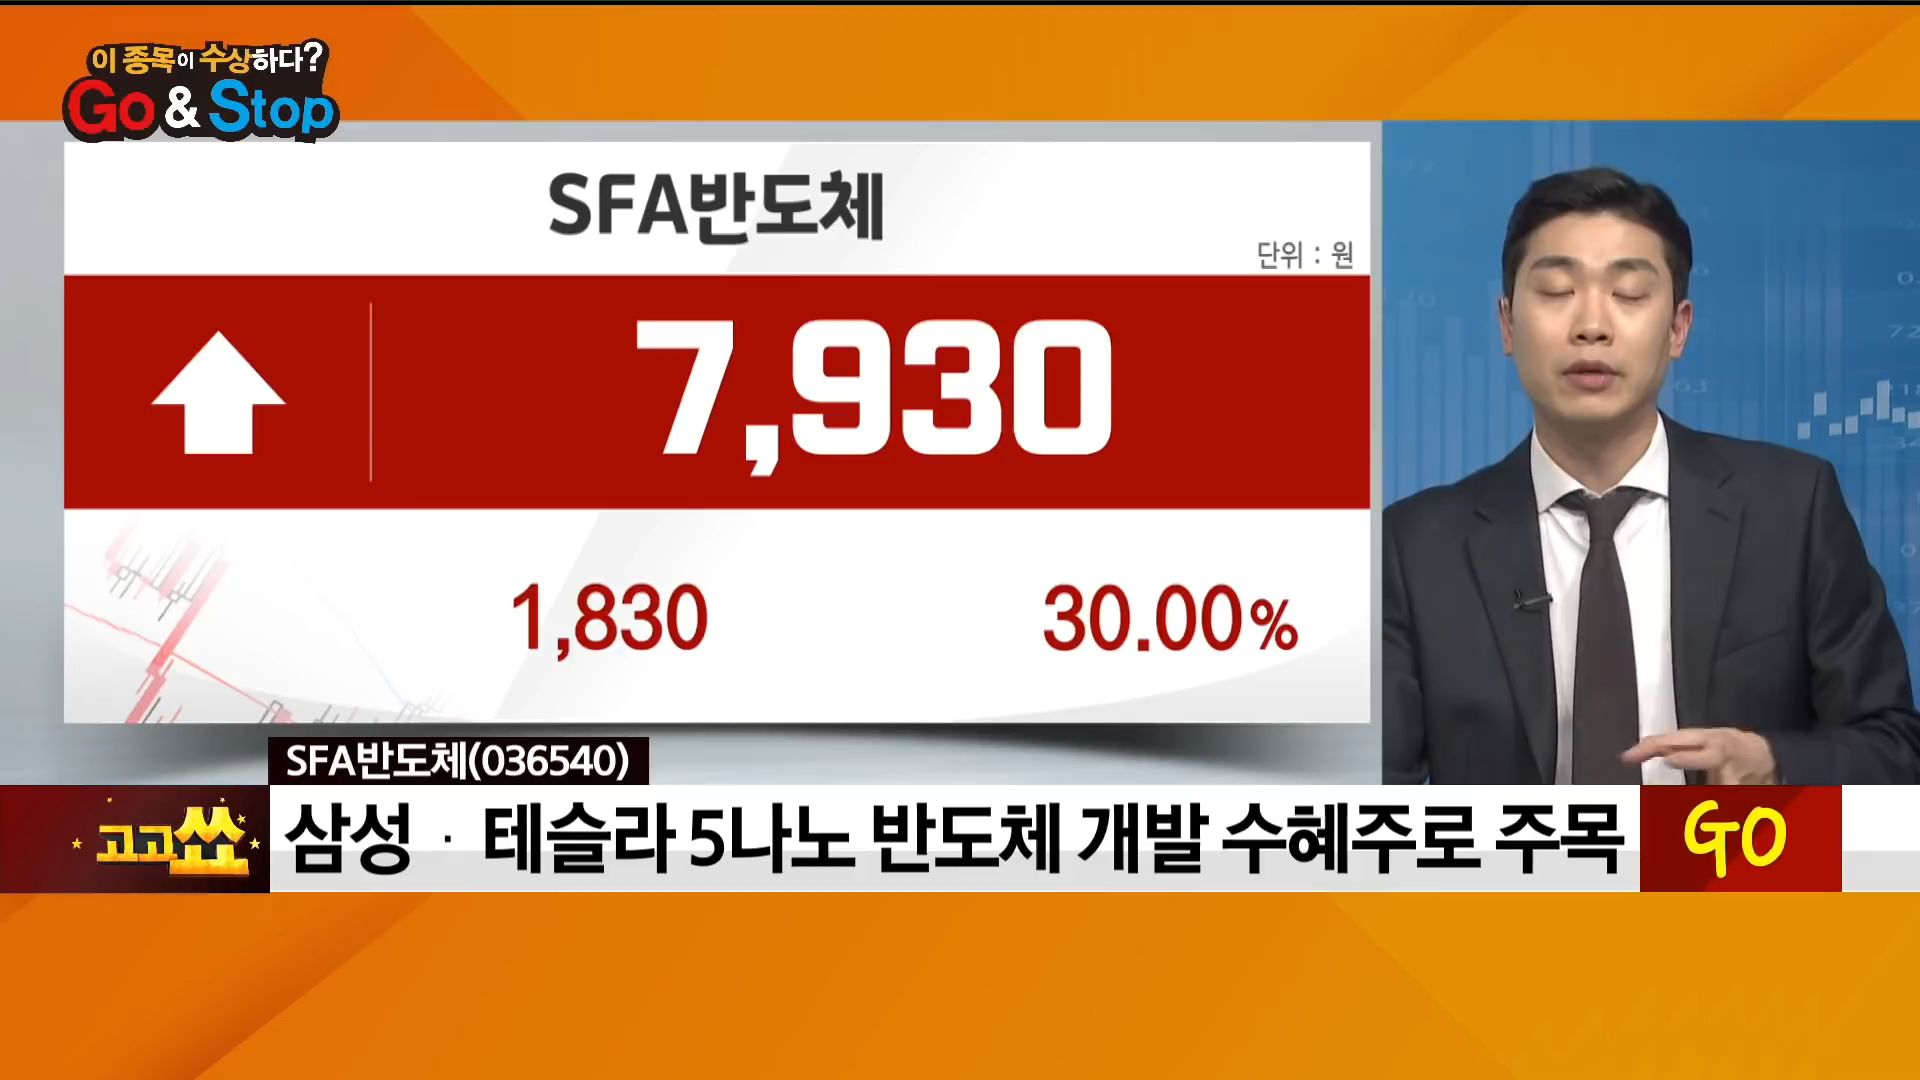 이 종목이 수상하다?
Go & Stop
SFA반도체
단위 : 원
7,930
1,830 30.00%
SFA반도체(036540)
고고쑈 삼성 · 테슬라 5나노 반도체 개발 수혜주로 주목 GO